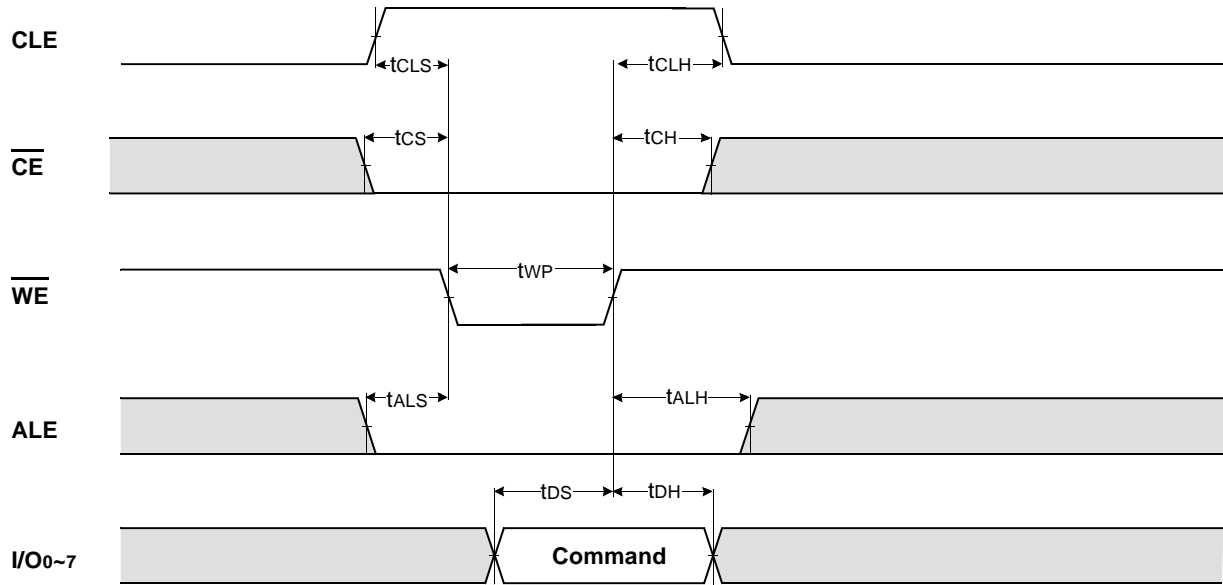 CLE
tCLS
tCLH
CE
tCS
tCH
WE
tWP
ALE
tALS
tALH
tDS
tDH
I/O0~7
Command